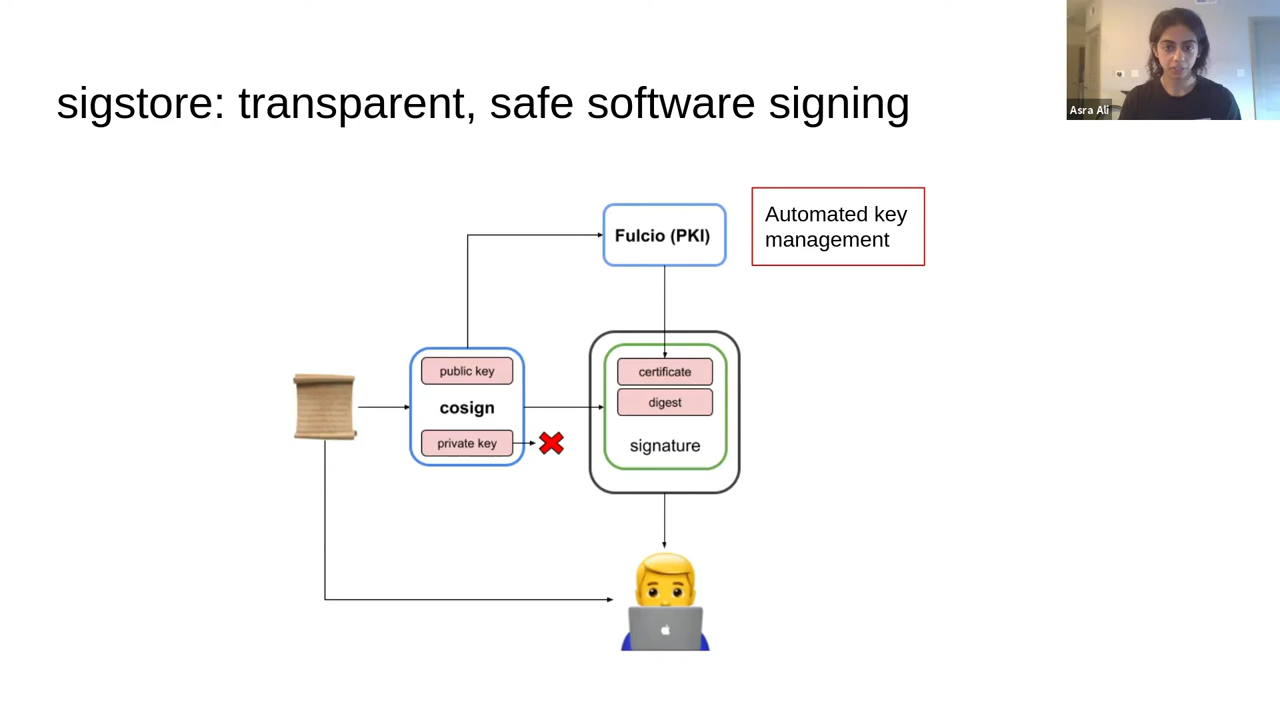 sigstore: transparent, safe software signing
Asra Ali
Fulcio (PKI)
Automated key
management
public key
cosign
private key
certificate
digest
signature